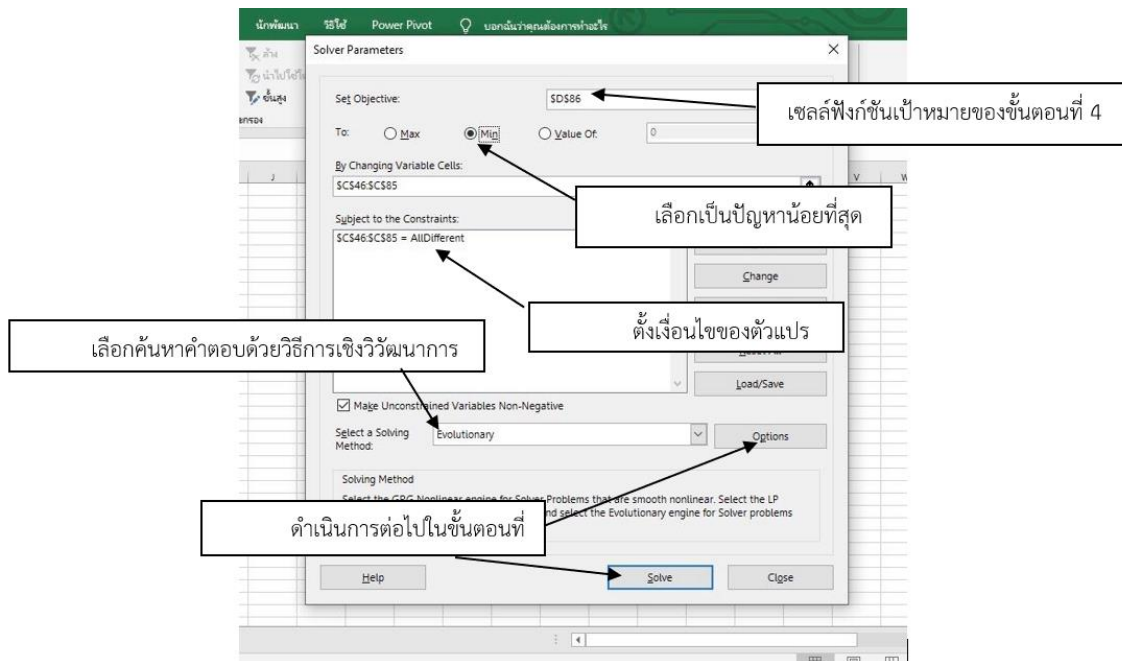 นักพัฒนา วิธีใช้ Power Pivot บอกฉันว่าคุณต้องการทำอะไร
ล้าง
Solver Parameters
ขั้นสูง
Set Objective: $D$86
เซลล์ฟังก์ชันเป้าหมายของขั้นตอนที่ 4
To: Max Min Value Of: 0
By Changing Variable Cells:
J V W
$C$46:$C$85
เลือกเป็นปัญหาน้อยที่สุด
Subject to the Constraints:
$C$46:$C$85 = AllDifferent
Change
ตั้งเงื่อนไขของตัวแปร
เลือกค้นหาคำตอบด้วยวิธีการเชิงวิวัฒนาการ
Load/Save
Make Unconstrained Variables Non-Negative
Select a Solving Method: Evolutionary Options
Solving Method
Select the GRG Nonlinear engine for Solver Problems that are smooth nonlinear. Select the LP
nd select the Evolutionary engine for Solver problems
ดำเนินการต่อไปในขั้นตอนที่
Help Solve Close